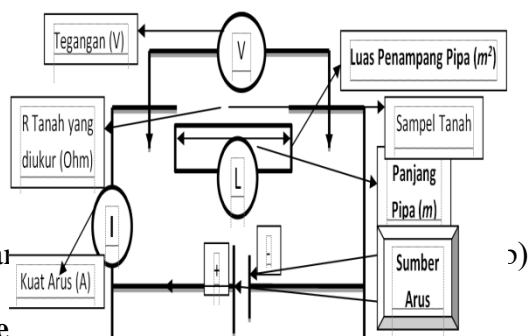 Tegangan (V)
V
Luas Penampang Pipa (m²)
R Tanah yang
diukur (Ohm)
Sampel Tanah
L
Panjang
Pipa (m)
I
Kuat Arus (A)
+
-
Sumber
Arus